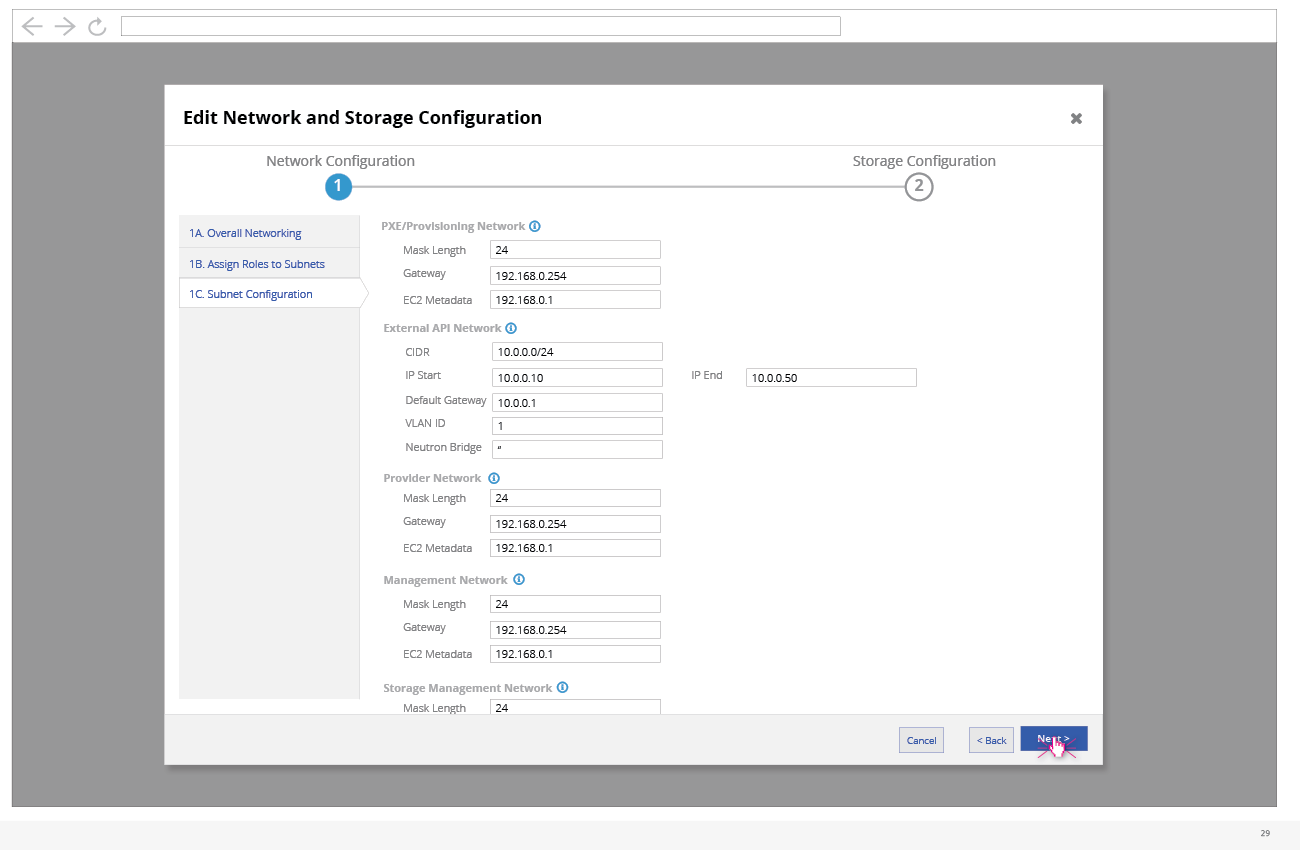 Edit Network and Storage Configuration
Network Configuration
Storage Configuration
1
2
1A. Overall Networking
1B. Assign Roles to Subnets
1C. Subnet Configuration
PXE/Provisioning Network
Mask Length 24
Gateway 192.168.0.254
EC2 Metadata 192.168.0.1
External API Network
CIDR 10.0.0.0/24
IP Start 10.0.0.10 IP End 10.0.0.50
Default Gateway 10.0.0.1
VLAN ID 1
Neutron Bridge "
Provider Network
Mask Length 24
Gateway 192.168.0.254
EC2 Metadata 192.168.0.1
Management Network
Mask Length 24
Gateway 192.168.0.254
EC2 Metadata 192.168.0.1
Storage Management Network
Mask Length 24
Cancel < Back Next >
29